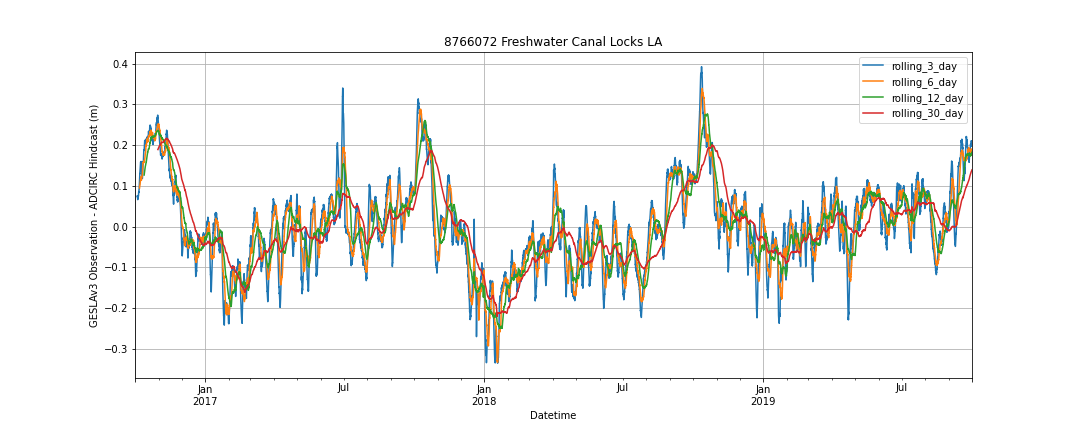 8766072 Freshwater Canal Locks LA
GESLAv3 Observation - ADCIRC Hindcast (m)
0.4
0.3
0.2
0.1
0.0
−0.1
−0.2
−0.3
rolling_3_day
rolling_6_day
rolling_12_day
rolling_30_day
Jan
2017
Jul
Jan
2018
Jul
Jan
2019
Jul
Datetime